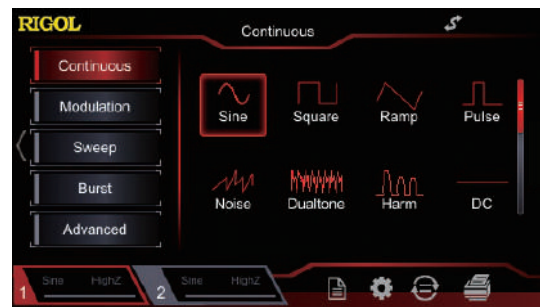 RIGOL
Continuous
Continuous
Modulation
Sweep
Burst
Advanced
Sine Square Ramp Pulse
Noise Dualtone Harm DC
1 Sine HighZ 2 Sine HighZ